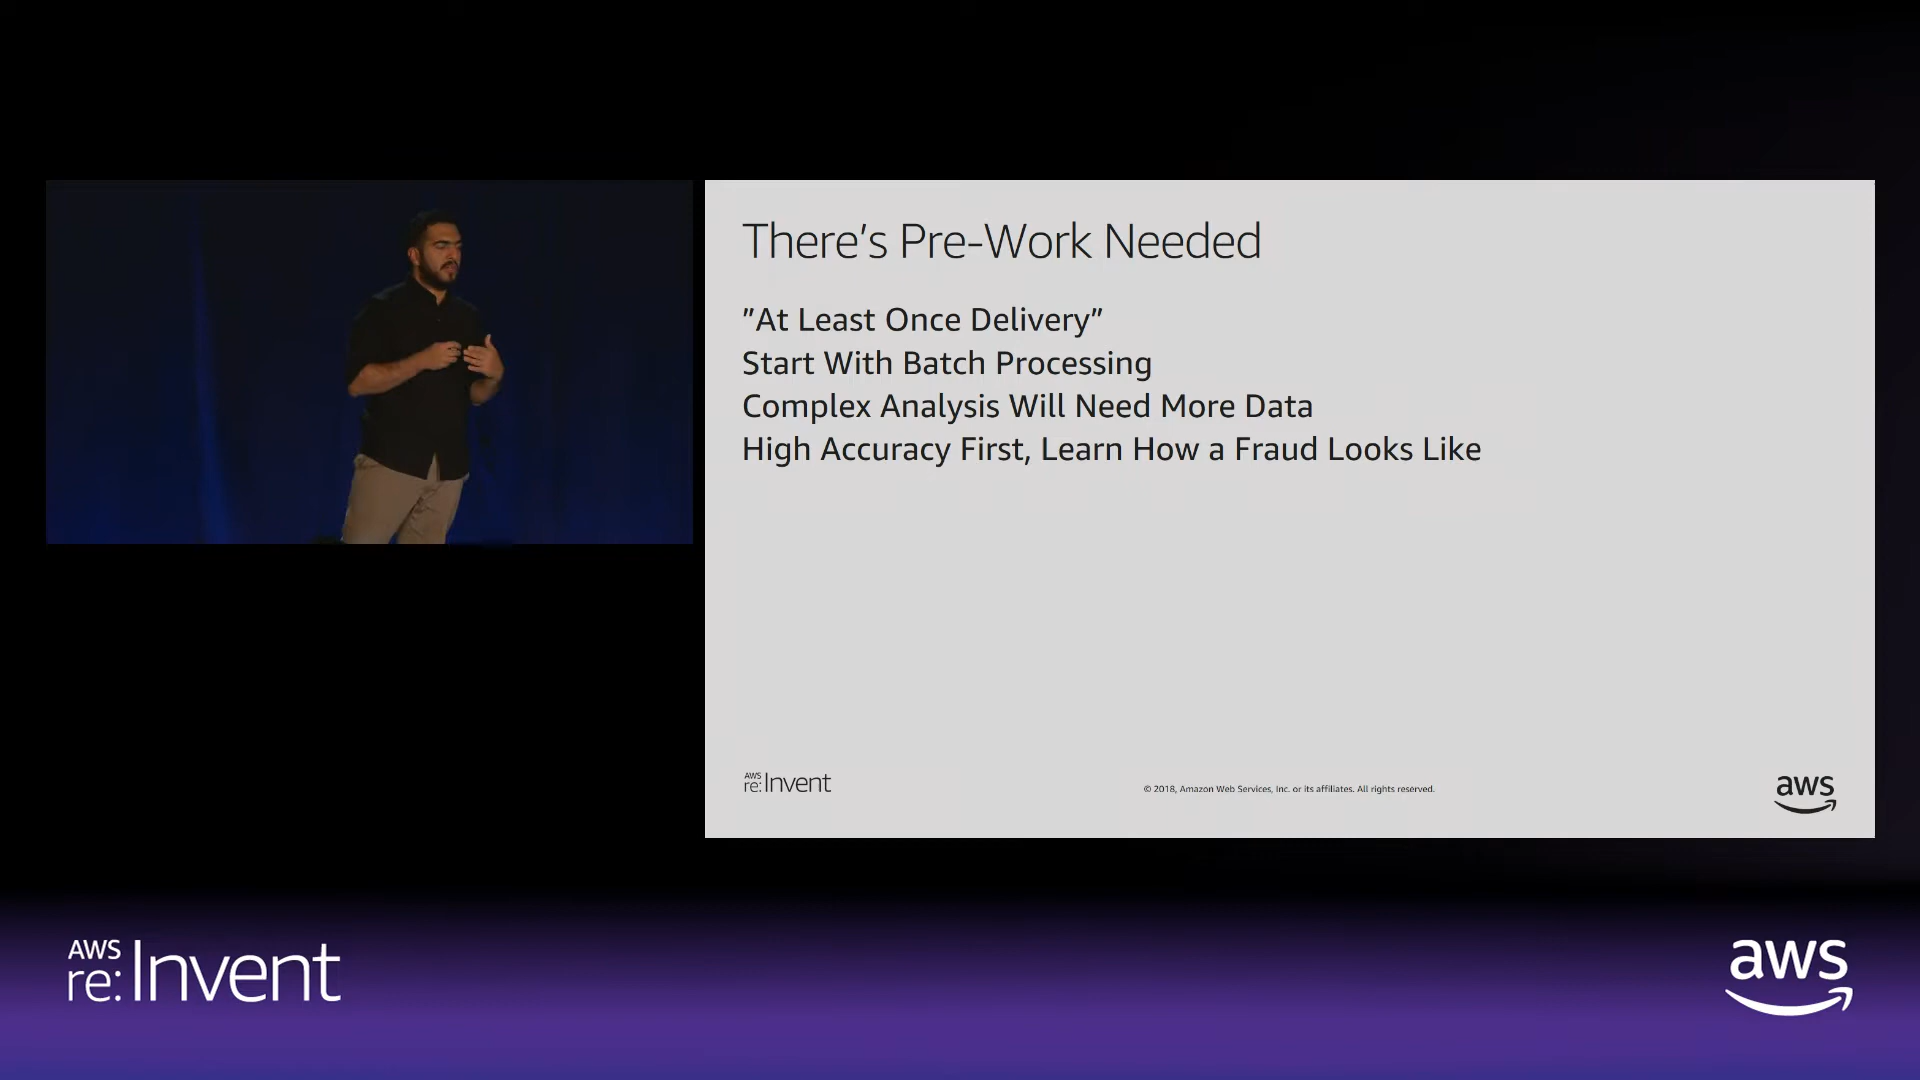 There's Pre-Work Needed
"At Least Once Delivery"
Start With Batch Processing
Complex Analysis Will Need More Data
High Accuracy First, Learn How a Fraud Looks Like
AWS
re:Invent
© 2018, Amazon Web Services, Inc. or its affiliates. All rights reserved.
aws
AWS
re:Invent
aws